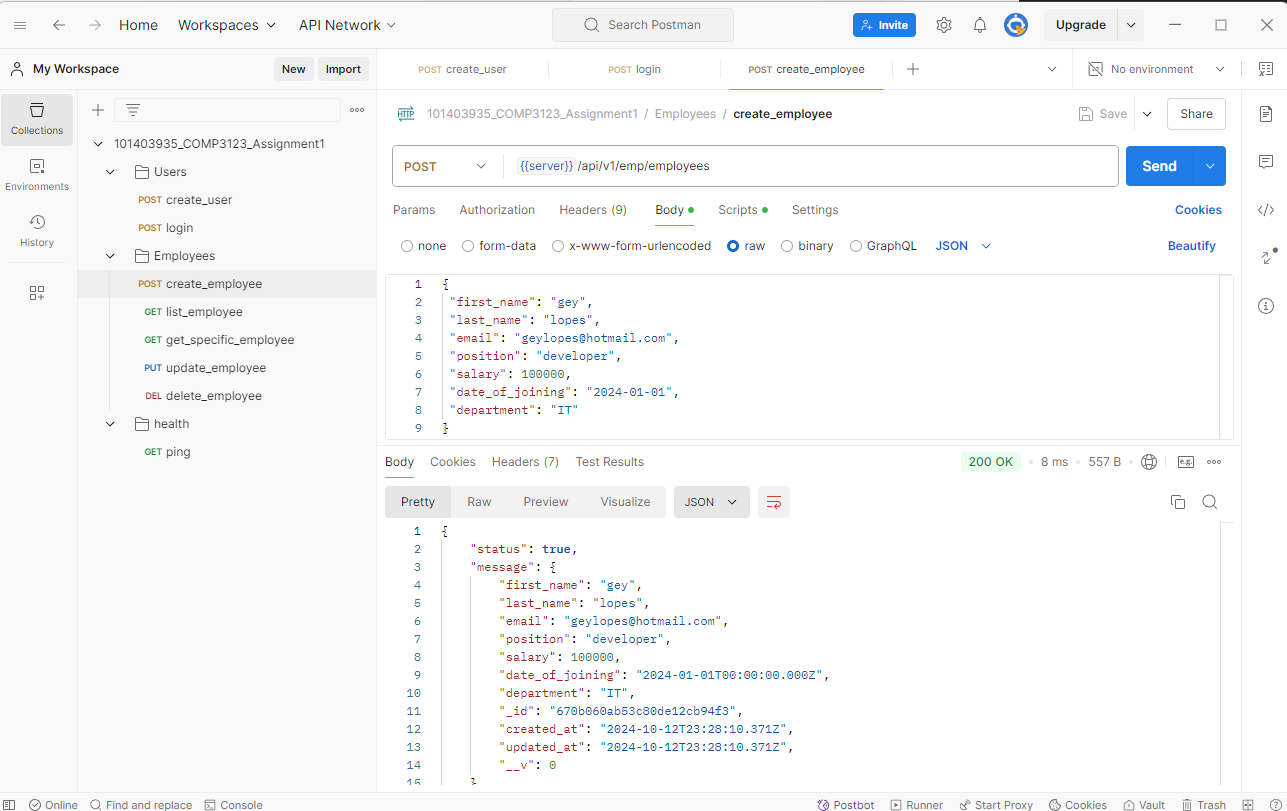 Home Workspaces API Network Search Postman Invite Upgrade
My Workspace New Import POST create_user POST login POST create_employee No environment
Collections
Environments
History
101403935_COMP3123_Assignment1
Users
POST create_user
POST login
Employees
POST create_employee
GET list_employee
GET get_specific_employee
PUT update_employee
DEL delete_employee
health
GET ping
HTTP 101403935_COMP3123_Assignment1 / Employees / create_employee Save Share
POST {{server}} /api/v1/emp/employees Send
Params Authorization Headers (9) Body Scripts Settings Cookies
none form-data x-www-form-urlencoded raw binary GraphQL JSON Beautify
1 {
2 "first_name": "gey",
3 "last_name": "lopes",
4 "email": "geylopes@hotmail.com",
5 "position": "developer",
6 "salary": 100000,
7 "date_of_joining": "2024-01-01",
8 "department": "IT"
9 }
Body Cookies Headers (7) Test Results 200 OK 8 ms 557 B e.g.
Pretty Raw Preview Visualize JSON
1 {
2 "status": true,
3 "message": {
4 "first_name": "gey",
5 "last_name": "lopes",
6 "email": "geylopes@hotmail.com",
7 "position": "developer",
8 "salary": 100000,
9 "date_of_joining": "2024-01-01T00:00:00.000Z",
10 "department": "IT",
11 "_id": "670b060ab53c80de12cb94f3",
12 "created_at": "2024-10-12T23:28:10.371Z",
13 "updated_at": "2024-10-12T23:28:10.371Z",
14 "__v": 0
15 }
Online Find and replace Console Postbot Runner Start Proxy Cookies Vault Trash